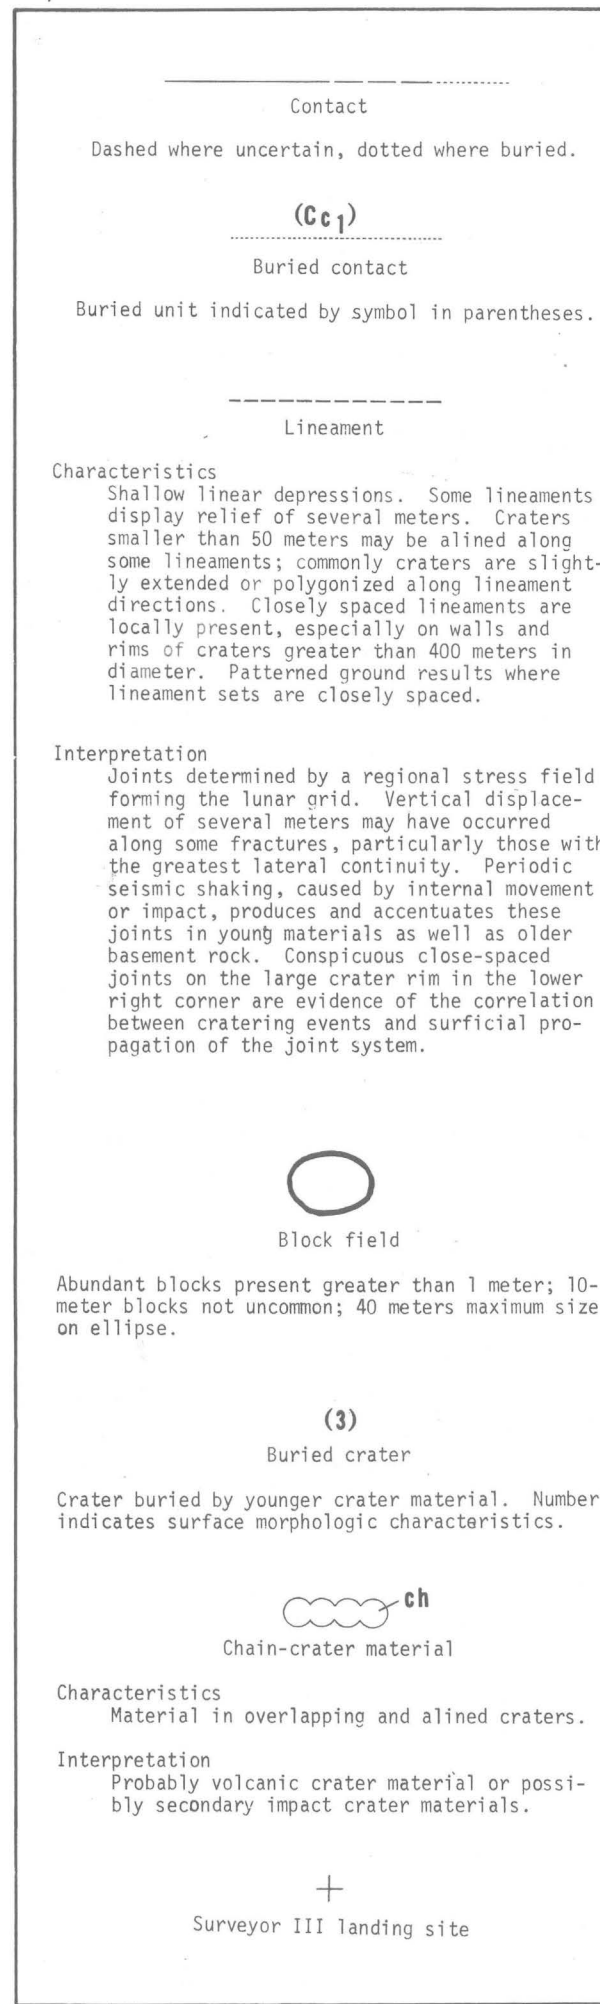 Contact
Dashed where uncertain, dotted where buried.
(Cc1)
Buried contact
Buried unit indicated by symbol in parentheses.
Lineament
Characteristics
Shallow linear depressions. Some lineaments
display relief of several meters. Craters
smaller than 50 meters may be alined along
some lineaments; commonly craters are slight-
ly extended or polygonized along lineament
directions. Closely spaced lineaments are
locally present, especially on walls and
rims of craters greater than 400 meters in
diameter. Patterned ground results where
lineament sets are closely spaced.
Interpretation
Joints determined by a regional stress field
forming the lunar grid. Vertical displace-
ment of several meters may have occurred
along some fractures, particularly those with
the greatest lateral continuity. Periodic
seismic shaking, caused by internal movement
or impact, produces and accentuates these
joints in young materials as well as older
basement rock. Conspicuous close-spaced
joints on the large crater rim in the lower
right corner are evidence of the correlation
between cratering events and surficial pro-
pagation of the joint system.
Block field
Abundant blocks present greater than 1 meter; 10-
meter blocks not uncommon; 40 meters maximum size
on ellipse.
(3)
Buried crater
Crater buried by younger crater material. Number
indicates surface morphologic characteristics.
ch
Chain-crater material
Characteristics
Material in overlapping and alined craters.
Interpretation
Probably volcanic crater material or possi-
bly secondary impact crater materials.
Surveyor III landing site